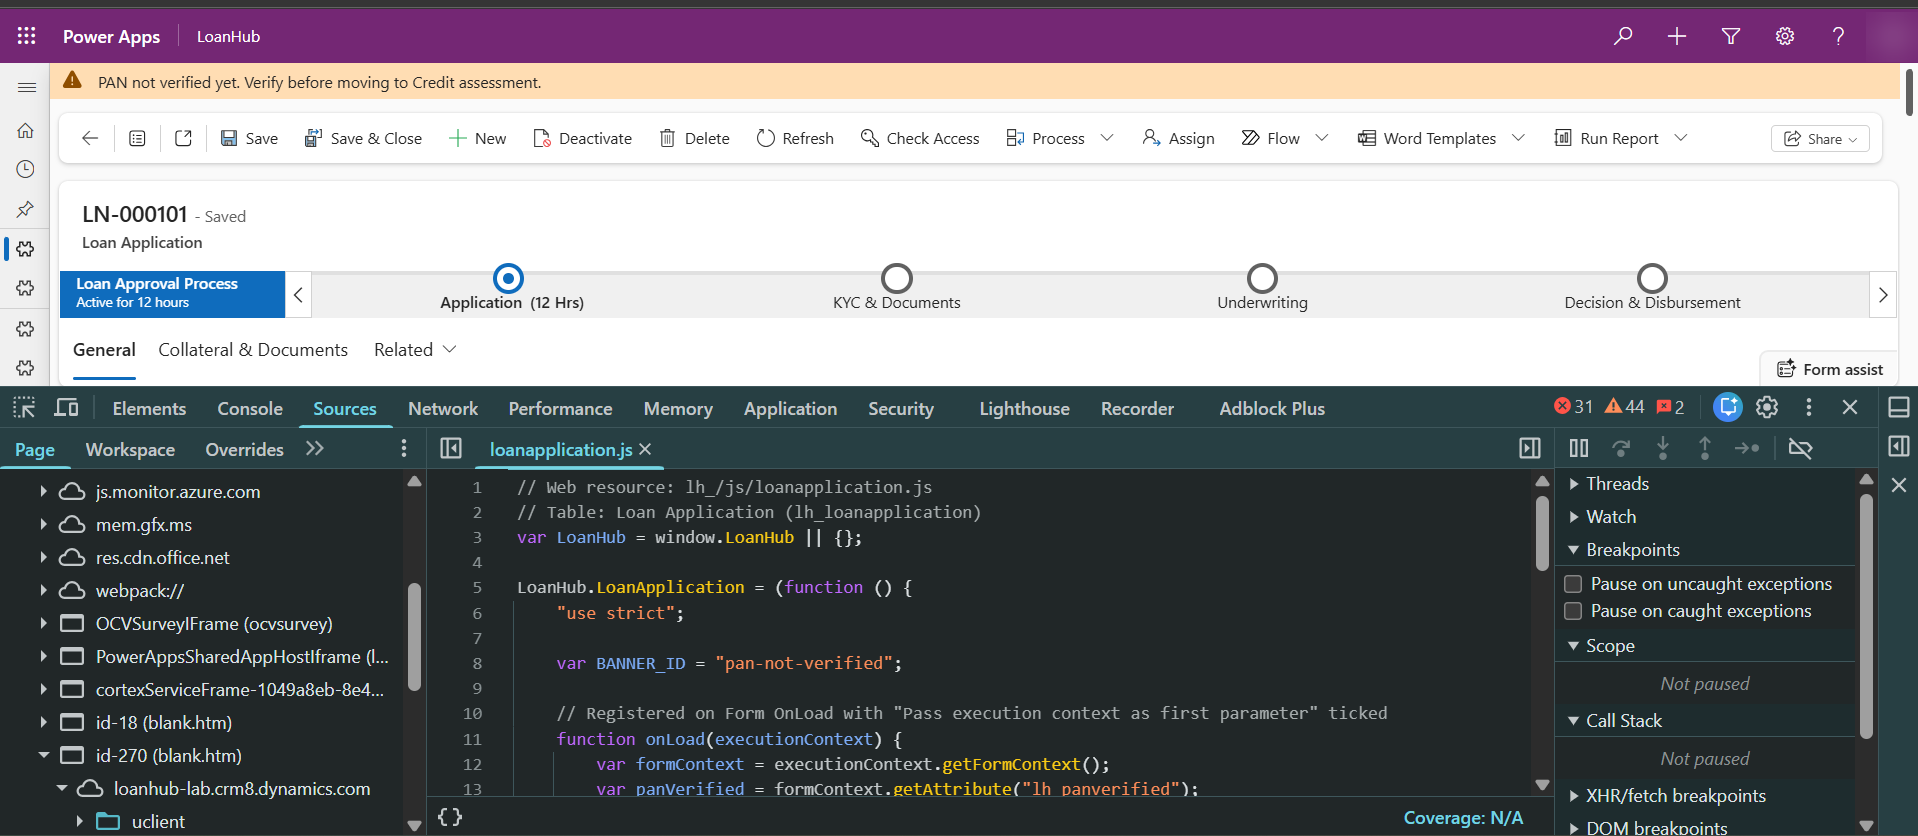 Power Apps LoanHub
PAN not verified yet. Verify before moving to Credit assessment.
Save Save & Close New Deactivate Delete Refresh Check Access Process Assign Flow Word Templates Run Report Share
LN-000101 - Saved
Loan Application
Loan Approval Process
Active for 12 hours
Application (12 Hrs) KYC & Documents Underwriting Decision & Disbursement
General Collateral & Documents Related
Form assist
Elements Console Sources Network Performance Memory Application Security Lighthouse Recorder Adblock Plus 31 44 2
Page Workspace Overrides
js.monitor.azure.com
mem.gfx.ms
res.cdn.office.net
webpack://
OCVSurveyIFrame (ocvsurvey)
PowerAppsSharedAppHostIframe (l...
cortexServiceFrame-1049a8eb-8e4...
id-18 (blank.htm)
id-270 (blank.htm)
loanhub-lab.crm8.dynamics.com
uclient
loanapplication.js
1 // Web resource: lh_/js/loanapplication.js
2 // Table: Loan Application (lh_loanapplication)
3 var LoanHub = window.LoanHub || {};
4
5 LoanHub.LoanApplication = (function () {
6 "use strict";
7
8 var BANNER_ID = "pan-not-verified";
9
10 // Registered on Form OnLoad with "Pass execution context as first parameter" ticked
11 function onLoad(executionContext) {
12 var formContext = executionContext.getFormContext();
13 var panVerified = formContext.getAttribute("lh_panverified");
{} Coverage: N/A
Threads
Watch
Breakpoints
Pause on uncaught exceptions
Pause on caught exceptions
Scope
Not paused
Call Stack
Not paused
XHR/fetch breakpoints
DOM breakpoints